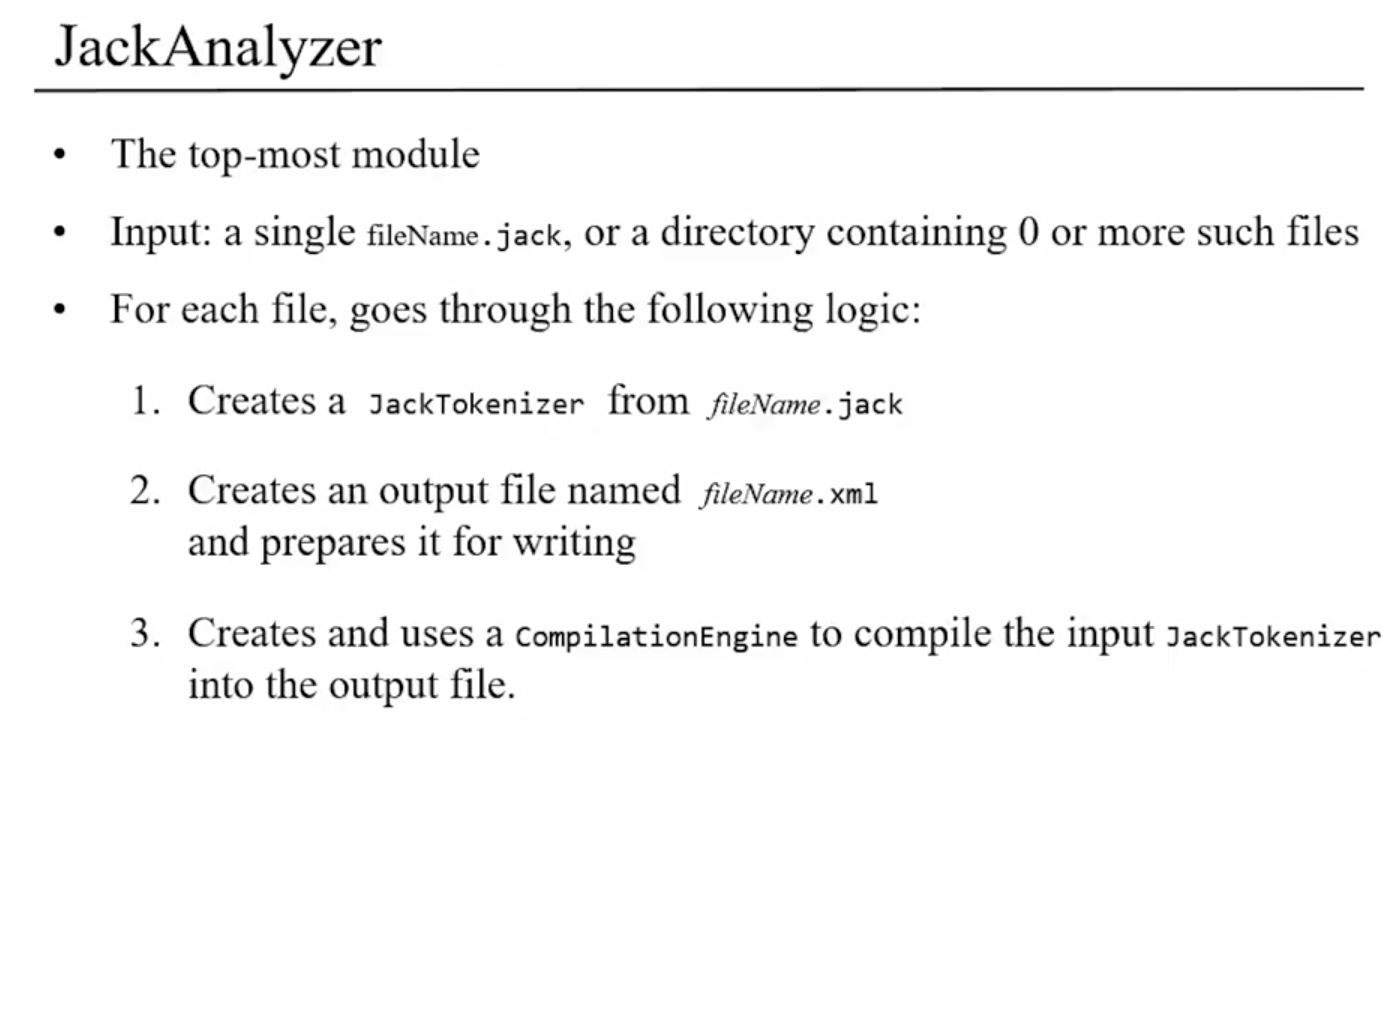 JackAnalyzer
• The top-most module
• Input: a single fileName.jack, or a directory containing 0 or more such files
• For each file, goes through the following logic:
1. Creates a JackTokenizer from fileName.jack
2. Creates an output file named fileName.xml
and prepares it for writing
3. Creates and uses a CompilationEngine to compile the input JackTokenizer
into the output file.